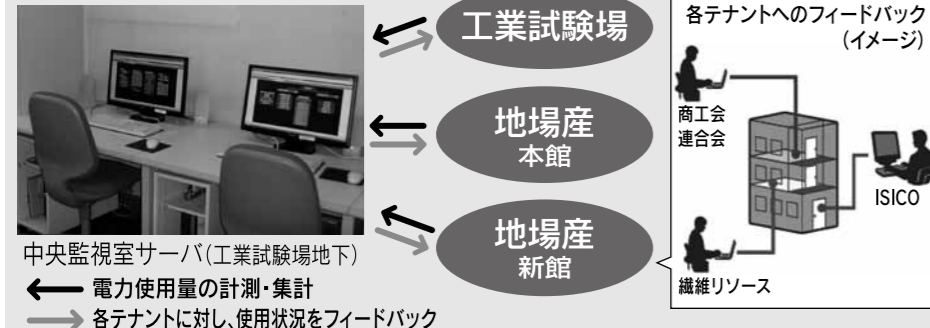 工業試験場
地場産
本館
地場産
新館
中央監視室サーバ(工業試験場地下)
電力使用量の計測・集計
各テナントに対し、使用状況をフィードバック
各テナントへのフィードバック
(イメージ)
商工会
連合会
ISICO
繊維リソース